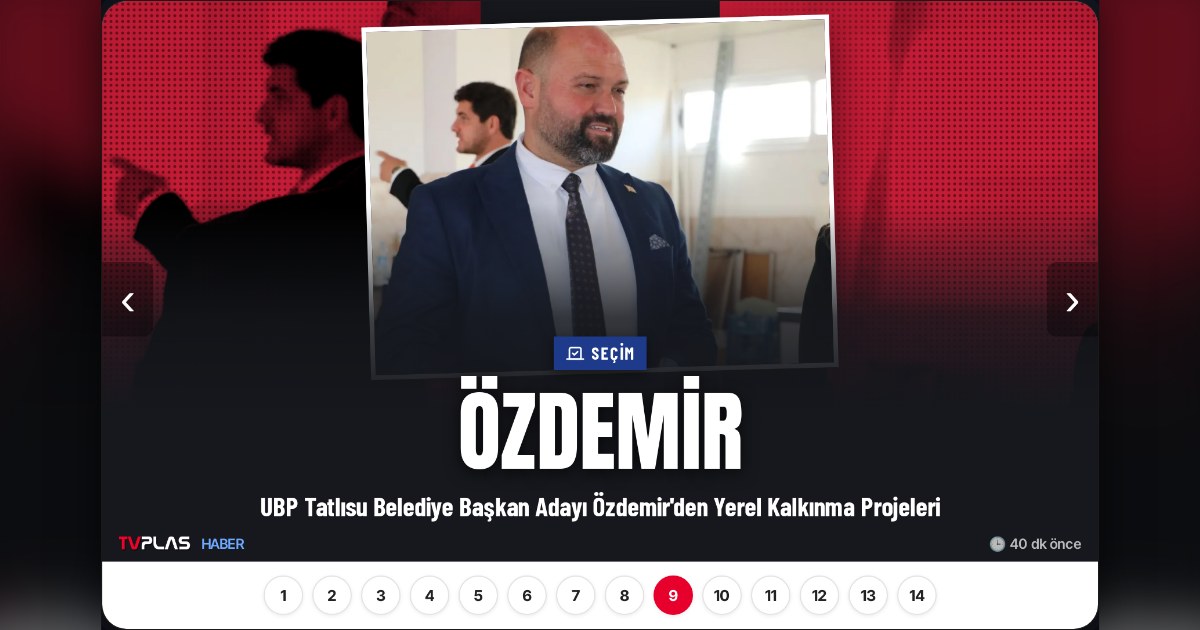 SEÇİM
ÖZDEMİR
UBP Tatlısu Belediye Başkan Adayı Özdemir'den Yerel Kalkınma Projeleri
TVPLAS HABER
40 dk önce
1 2 3 4 5 6 7 8 9 10 11 12 13 14